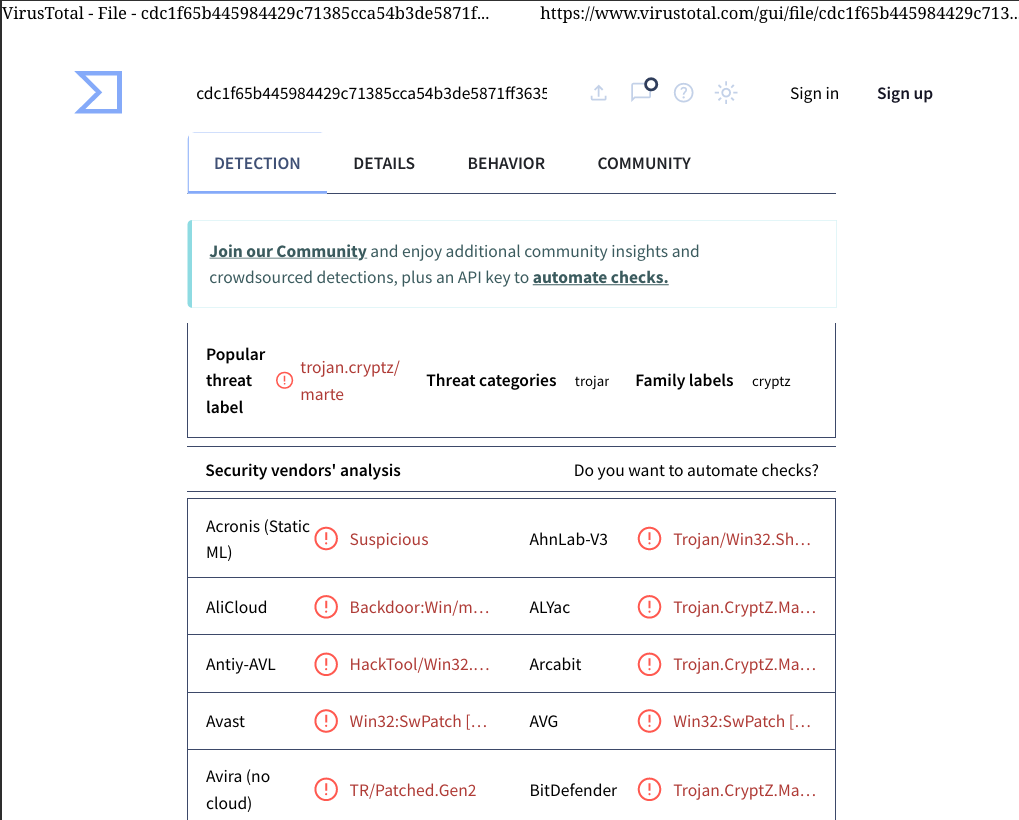 VirusTotal - File - cdc1f65b445984429c71385cca54b3de5871f... https://www.virustotal.com/gui/file/cdc1f65b445984429c713...
cdc1f65b445984429c71385cca54b3de5871ff3635
Sign in
Sign up
DETECTION DETAILS BEHAVIOR COMMUNITY
Join our Community and enjoy additional community insights and
crowdsourced detections, plus an API key to automate checks.
Popular threat label trojan.cryptz/marte Threat categories trojar Family labels cryptz
Security vendors' analysis Do you want to automate checks?
Acronis (Static ML) Suspicious AhnLab-V3 Trojan/Win32.Sh...
AliCloud Backdoor:Win/m... ALYac Trojan.CryptZ.Ma...
Antiy-AVL HackTool/Win32.... Arcabit Trojan.CryptZ.Ma...
Avast Win32:SwPatch [... AVG Win32:SwPatch [...
Avira (no cloud) TR/Patched.Gen2 BitDefender Trojan.CryptZ.Ma...